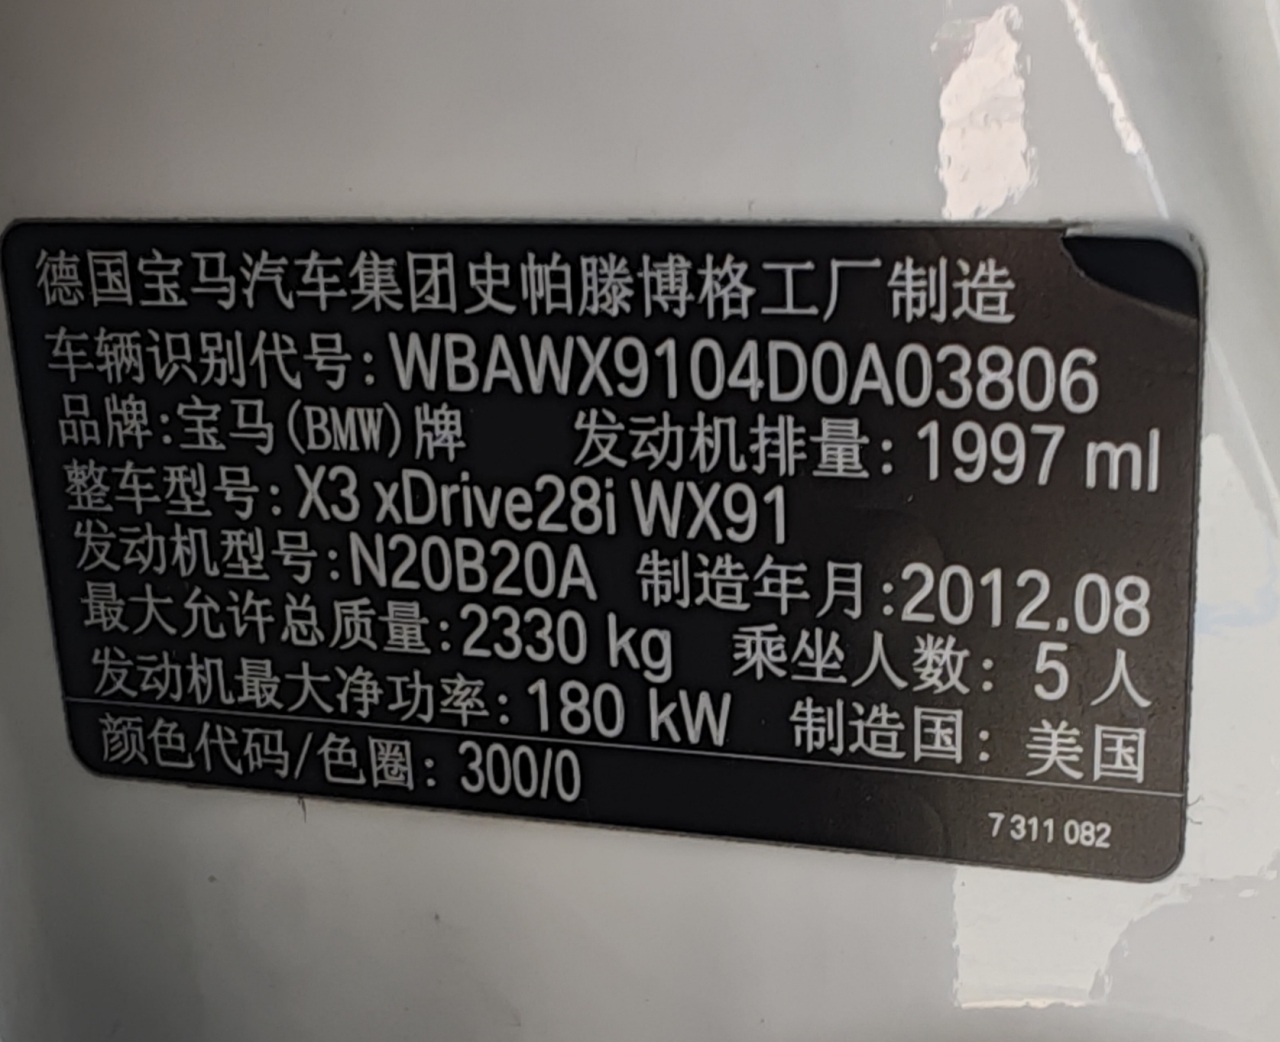 德国宝马汽车集团史帕滕博格工厂制造
车辆识别代号:WBAWX9104D0A03806
品牌:宝马(BMW)牌 发动机排量:1997 ml
整车型号:X3 xDrive28i WX91
发动机型号:N20B20A 制造年月:2012.08
最大允许总质量:2330 kg 乘坐人数: 5 人
发动机最大净功率:180 kW 制造国: 美国
颜色代码/色圈: 300/0
7 311 082